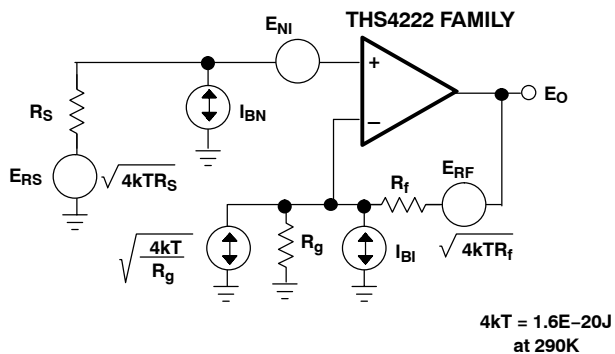 THS4222 FAMILY
E_NI
+
R_S
I_BN
E_O
E_RS
√4kTR_S
−
E_RF
R_f
√4kT/R_g
R_g
I_BI
√4kTR_f
4kT = 1.6E−20J
at 290K